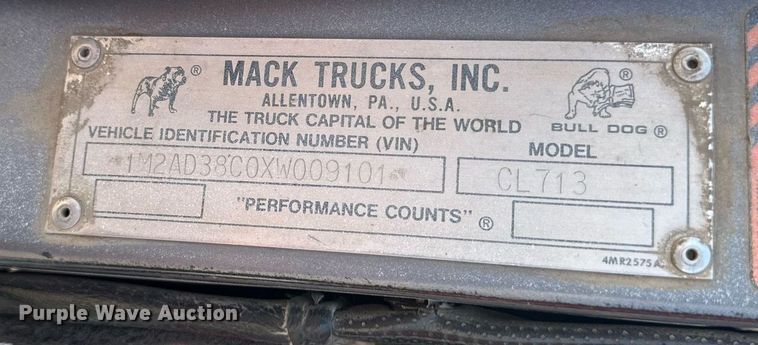 MACK TRUCKS, INC.
ALLENTOWN, PA., U.S.A.
THE TRUCK CAPITAL OF THE WORLD
®
®
BULL DOG ®
VEHICLE IDENTIFICATION NUMBER (VIN)
MODEL
1M2AD38C0XW009101
CL713
"PERFORMANCE COUNTS" ®
4MR2575A
Purple Wave Auction